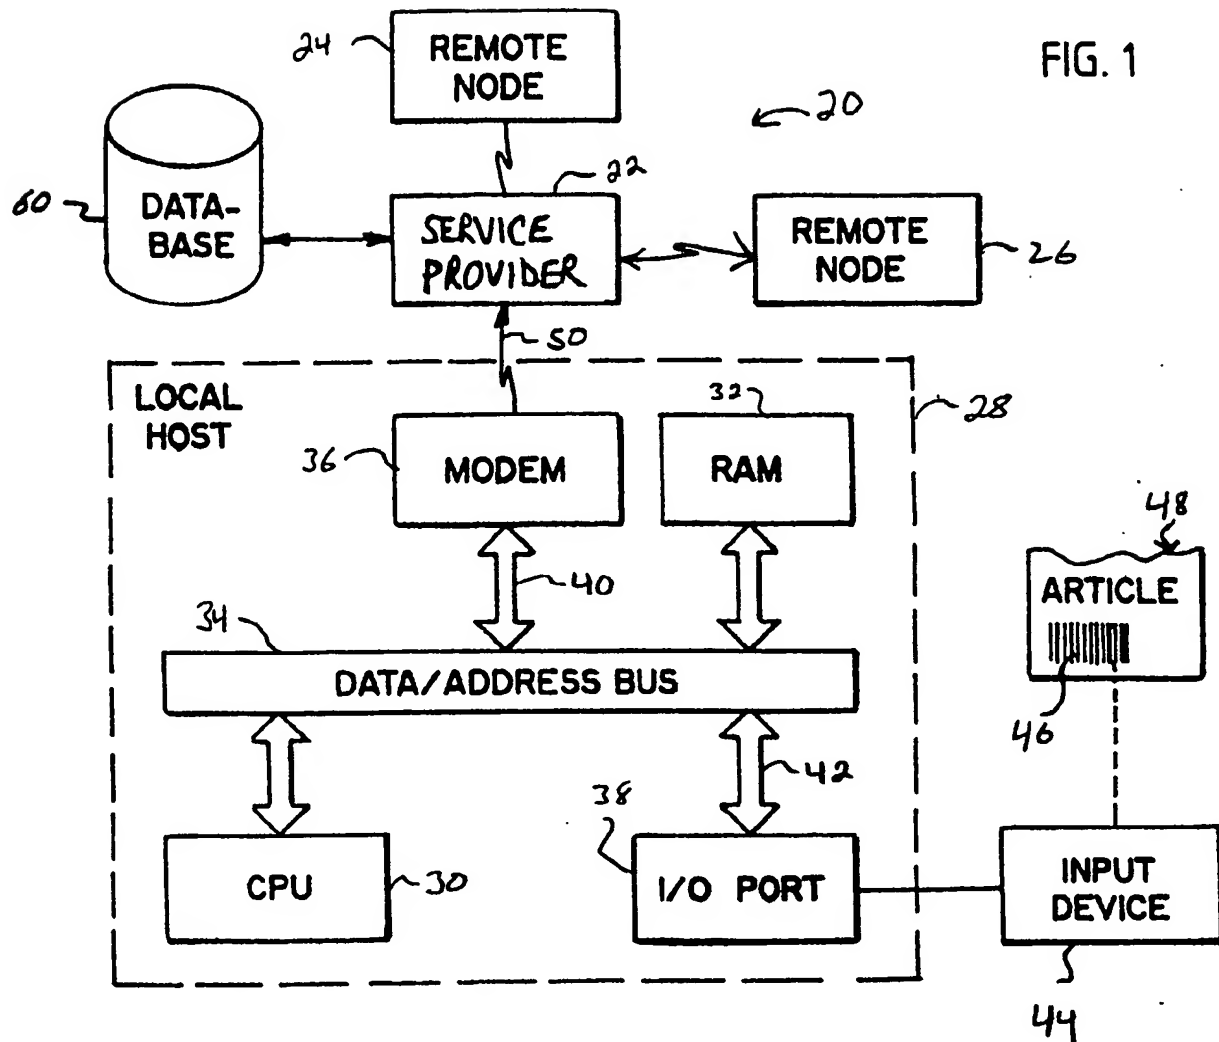 24
REMOTE
NODE
FIG. 1
20
60
DATA-
BASE
22
SERVICE
PROVIDER
REMOTE
NODE
26
50
LOCAL
HOST
28
36
MODEM
32
RAM
40
48
ARTICLE
46
34
DATA/ADDRESS BUS
42
38
CPU
30
I/O PORT
INPUT
DEVICE
44